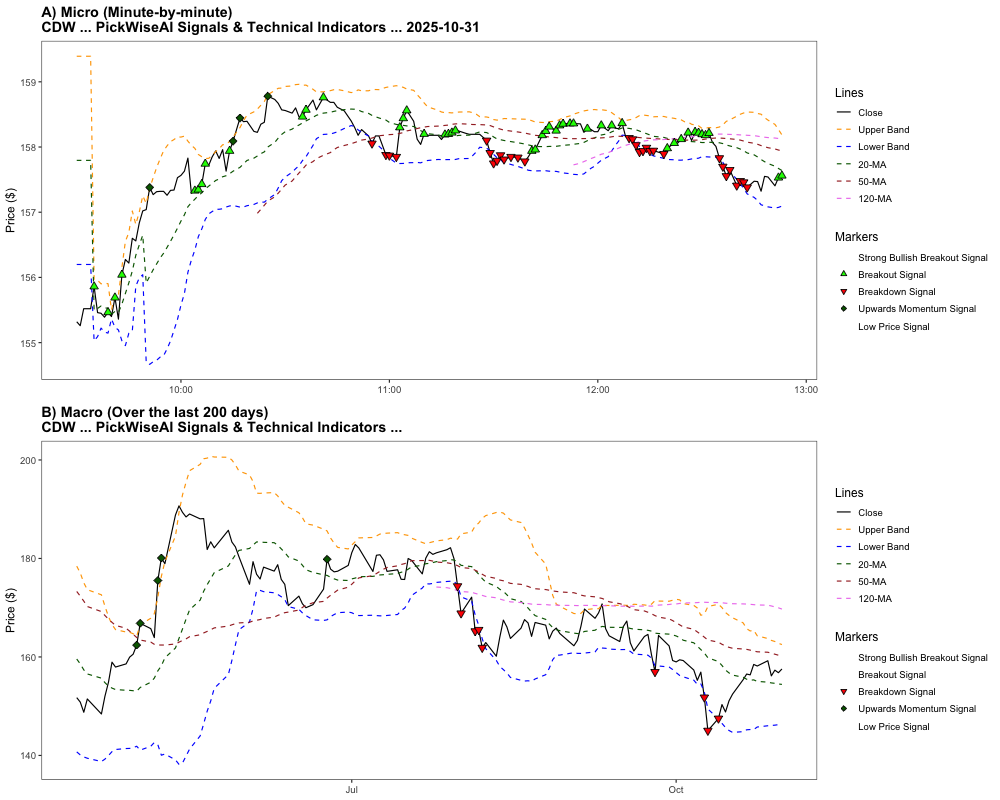 A) Micro (Minute-by-minute)
CDW ... PickWiseAI Signals & Technical Indicators ... 2025-10-31
Price ($)
159
158
157
156
155
10:00
11:00
12:00
13:00
Lines
Close
Upper Band
Lower Band
20-MA
50-MA
120-MA
Markers
Strong Bullish Breakout Signal
Breakout Signal
Breakdown Signal
Upwards Momentum Signal
Low Price Signal
B) Macro (Over the last 200 days)
CDW ... PickWiseAI Signals & Technical Indicators ...
Price ($)
200
180
160
140
Jul
Oct
Lines
Close
Upper Band
Lower Band
20-MA
50-MA
120-MA
Markers
Strong Bullish Breakout Signal
Breakout Signal
Breakdown Signal
Upwards Momentum Signal
Low Price Signal